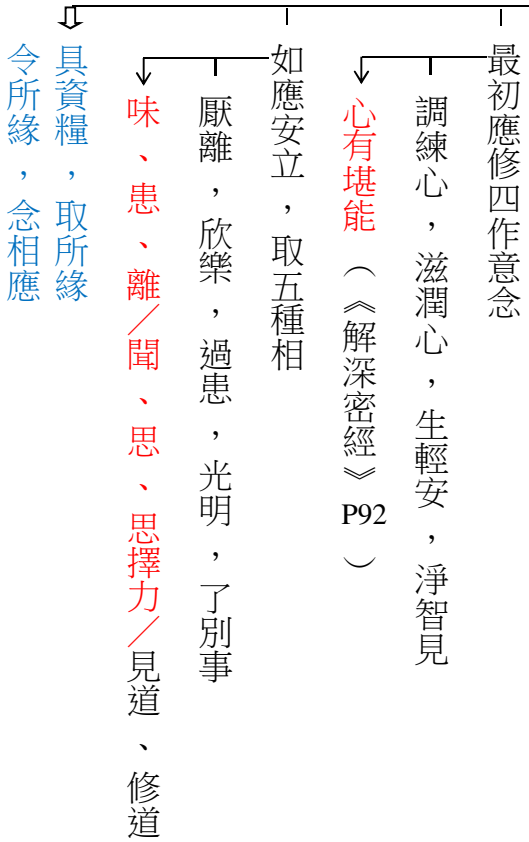 最初應修四作意念
調練心，滋潤心，生輕安，淨智見
心有堪能（《解深密經》P92）
如應安立，取五種相
厭離，欣樂，過患，光明，了別事
味、患、離／聞、思、思擇力／見道、修道
具資糧，取所緣
令所緣，念相應